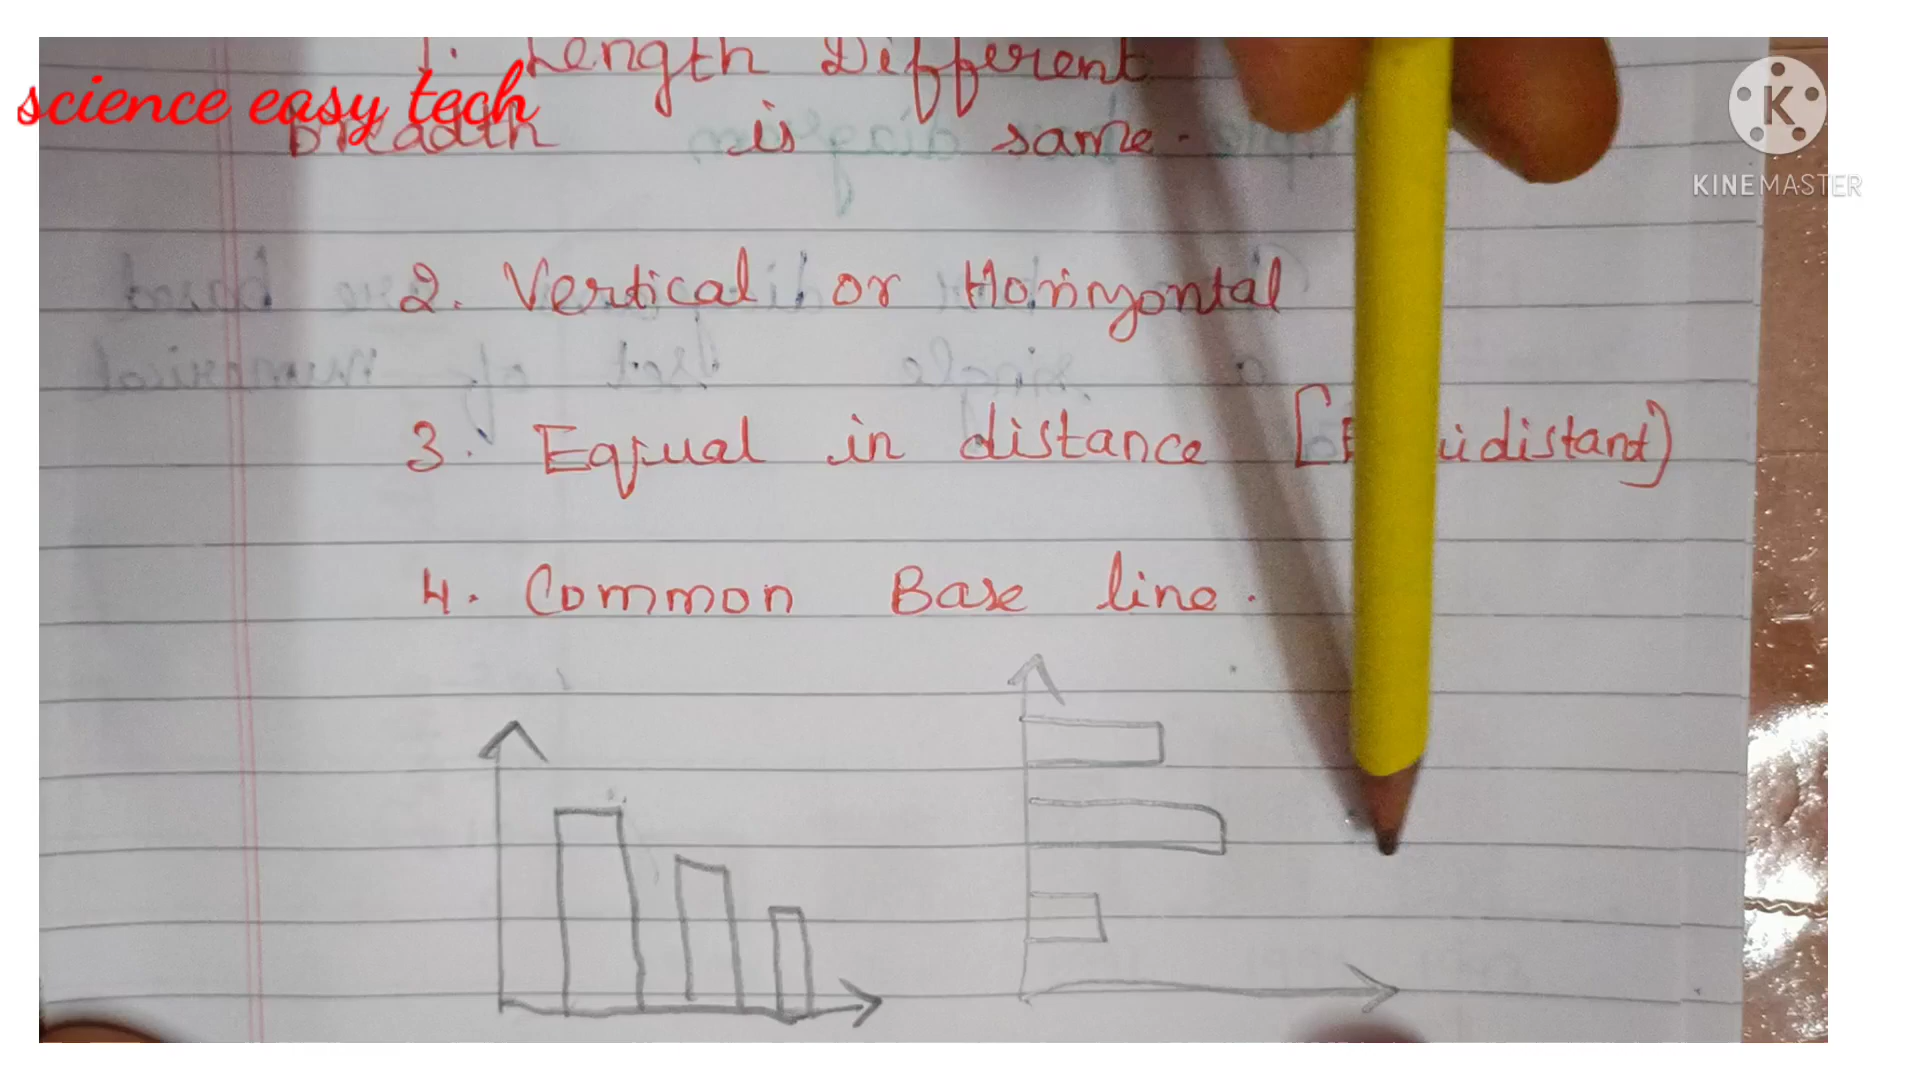 1. Length Different
science easy tech
Breadth is same.
KINEMASTER
2. Vertical or Horizontal
3. Equal in distance [E uidistant)
4. Common Base line.